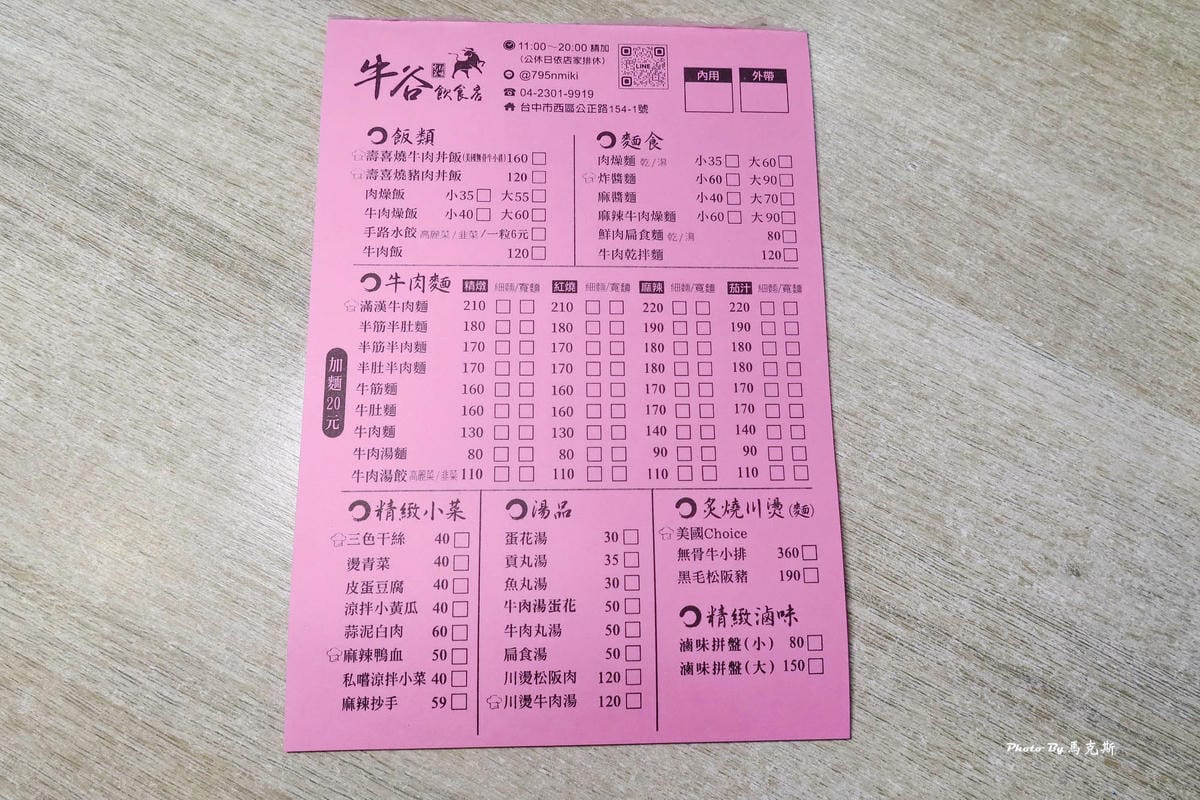 牛谷 飲食店
11:00～20:00 請加
(公休日依店家排休)
@795nmiki
04-2301-9919
台中市西區公正路154-1號
LINE
內用 外帶
飯類
壽喜燒牛肉丼飯(美國無骨牛小排)160
壽喜燒豬肉丼飯 120
肉燥飯 小35 大55
牛肉燥飯 小40 大60
手路水餃 高麗菜/韭菜/一粒6元
牛肉飯 120
麵食
肉燥麵 乾/湯 小35 大60
炸醬麵 小60 大90
麻醬麵 小40 大70
麻辣牛肉燥麵 小60 大90
鮮肉扁食麵 乾/湯 80
牛肉乾拌麵 120
牛肉麵 精燉 細麵/寬麵 紅燒 細麵/寬麵 麻辣 細麵/寬麵 茄汁 細麵/寬麵
滿漢牛肉麵 210 210 220 220
半筋半肚麵 180 180 190 190
半筋半肉麵 170 170 180 180
半肚半肉麵 170 170 180 180
牛筋麵 160 160 170 170
牛肚麵 160 160 170 170
牛肉麵 130 130 140 140
牛肉湯麵 80 80 90 90
牛肉湯餃 高麗菜/韭菜 110 110 110 110
加麵20元
精緻小菜
三色干絲 40
燙青菜 40
皮蛋豆腐 40
涼拌小黃瓜 40
蒜泥白肉 60
麻辣鴨血 50
私嚐涼拌小菜 40
麻辣抄手 59
湯品
蛋花湯 30
貢丸湯 35
魚丸湯 30
牛肉湯蛋花 50
牛肉丸湯 50
扁食湯 50
川燙松阪肉 120
川燙牛肉湯 120
炙燒川燙(麵)
美國Choice
無骨牛小排 360
黑毛松阪豬 190
精緻滷味
滷味拼盤(小) 80
滷味拼盤(大) 150
Photo By 馬克斯